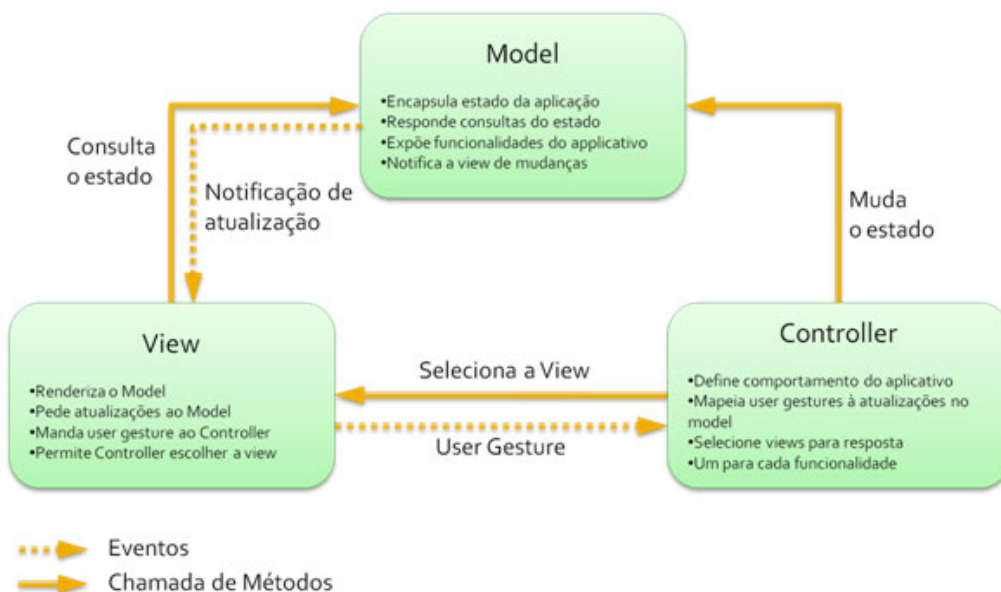 Model
•Encapsula estado da aplicação
•Responde consultas do estado
•Expõe funcionalidades do applicativo
•Notifica a view de mudanças
Consulta
o estado
Notificação de
atualização
Muda
o estado
View
•Renderiza o Model
•Pede atualizações ao Model
•Manda user gesture ao Controller
•Permite Controller escolher a view
Seleciona a View
User Gesture
Controller
•Define comportamento do aplicativo
•Mapeia user gestures à atualizações no
model
•Selecione views para resposta
•Um para cada funcionalidade
Eventos
Chamada de Métodos